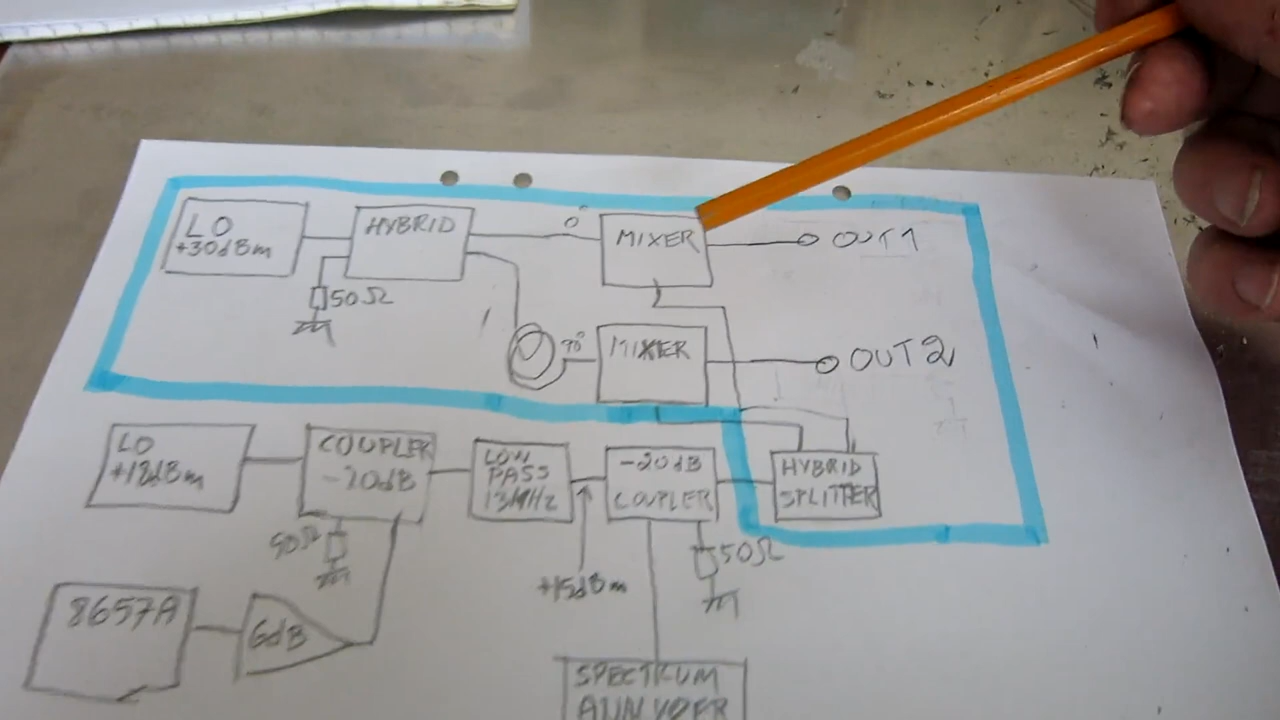 LO
+30dBm
HYBRID
50Ω
0°
MIXER
OUT1
MIXER
OUT2
LO
+18dBm
COUPLER
-20dB
50Ω
LOW
PASS
13MHz
+15dBm
-20dB
COUPLER
50Ω
HYBRID
SPLITTER
8657A
6dB
SPECTRUM